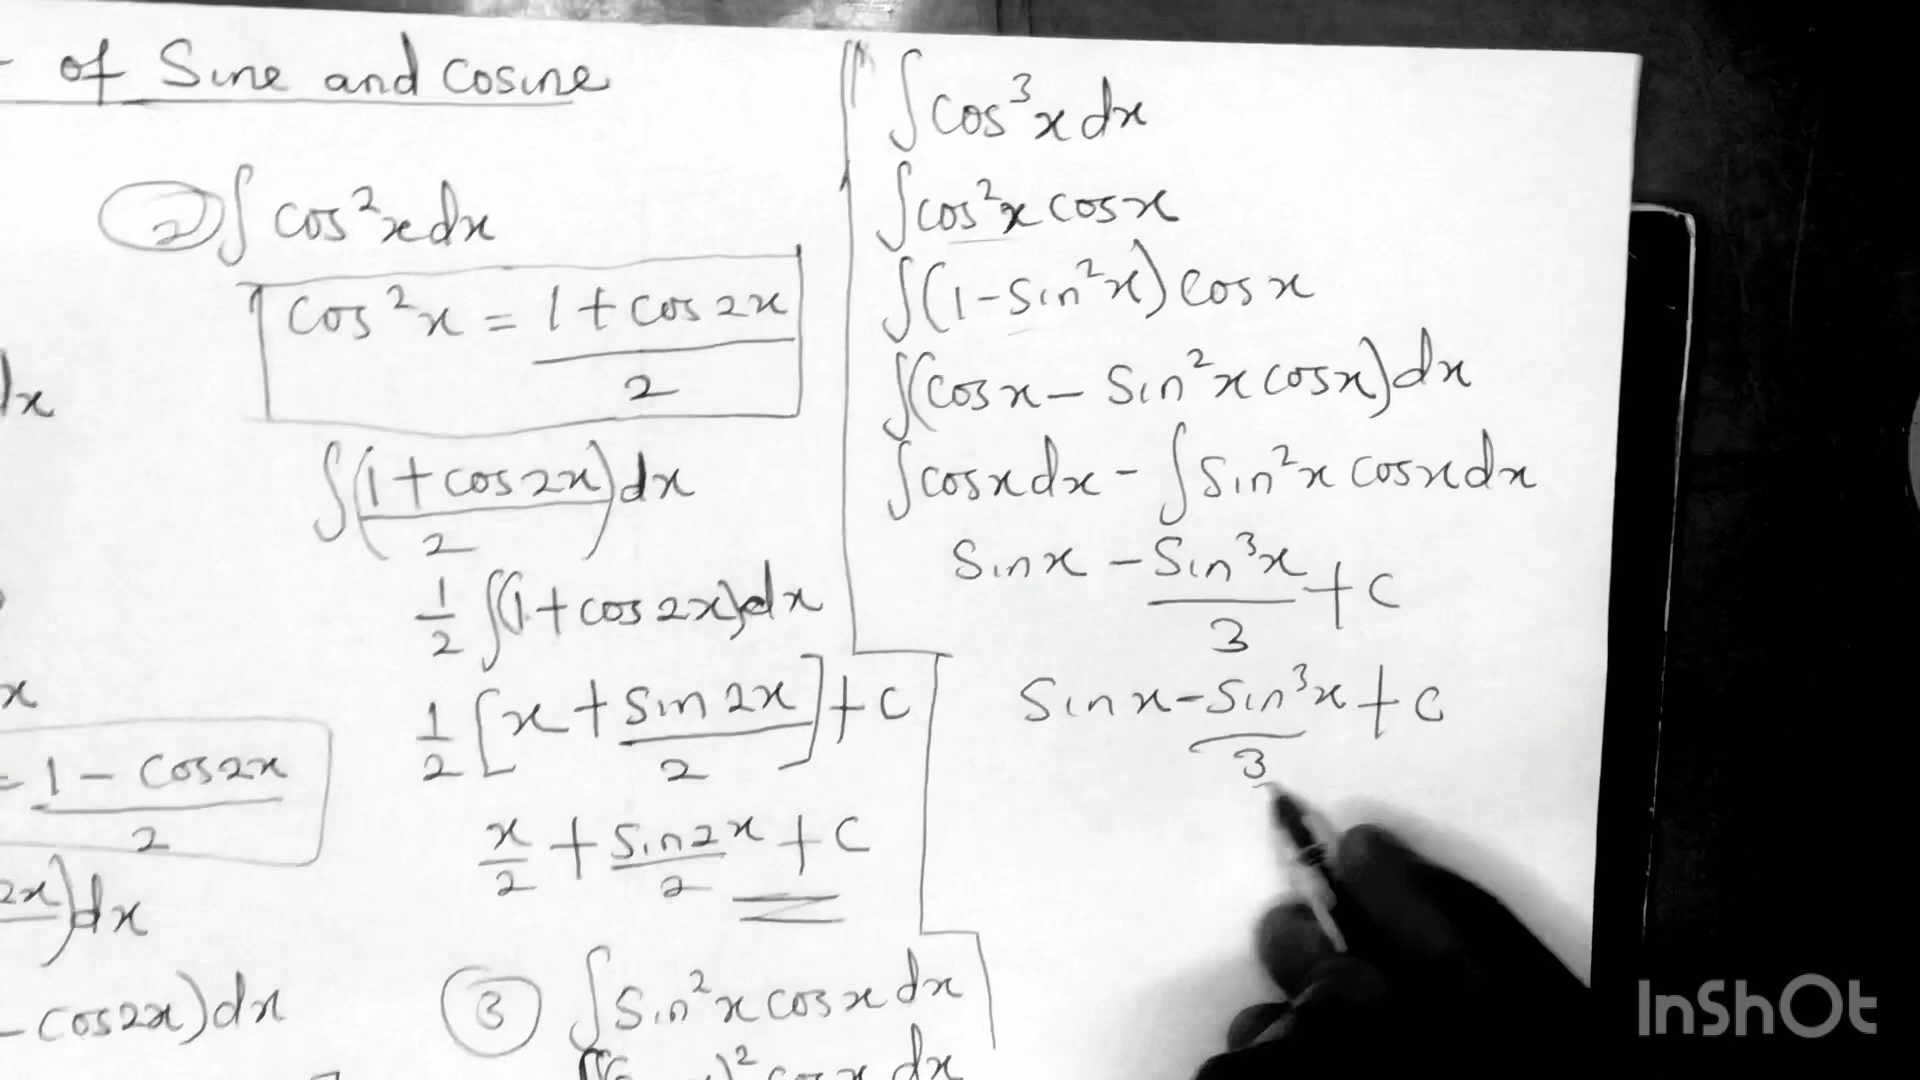 of Sine and Cosine
② ∫ cos²x dx
cos²x = (1 + cos 2x)/2
∫((1 + cos 2x)/2) dx
1/2 ∫(1 + cos 2x) dx
1/2 [x + sin 2x/2] + C
x/2 + Sin2x/2 + C
③ ∫ Sin²x cosx dx
dx
x
= (1 - Cos2x)/2
2x) dx
- cos2x) dx
∫ cos³x dx
∫ cos²x cosx
∫(1 - Sin²x) cosx
∫(cosx - Sin²x cosx) dx
∫ cosx dx - ∫ Sin²x cosx dx
Sinx - Sin³x/3 + C
Sinx - Sin³x/3 + C
InShOt